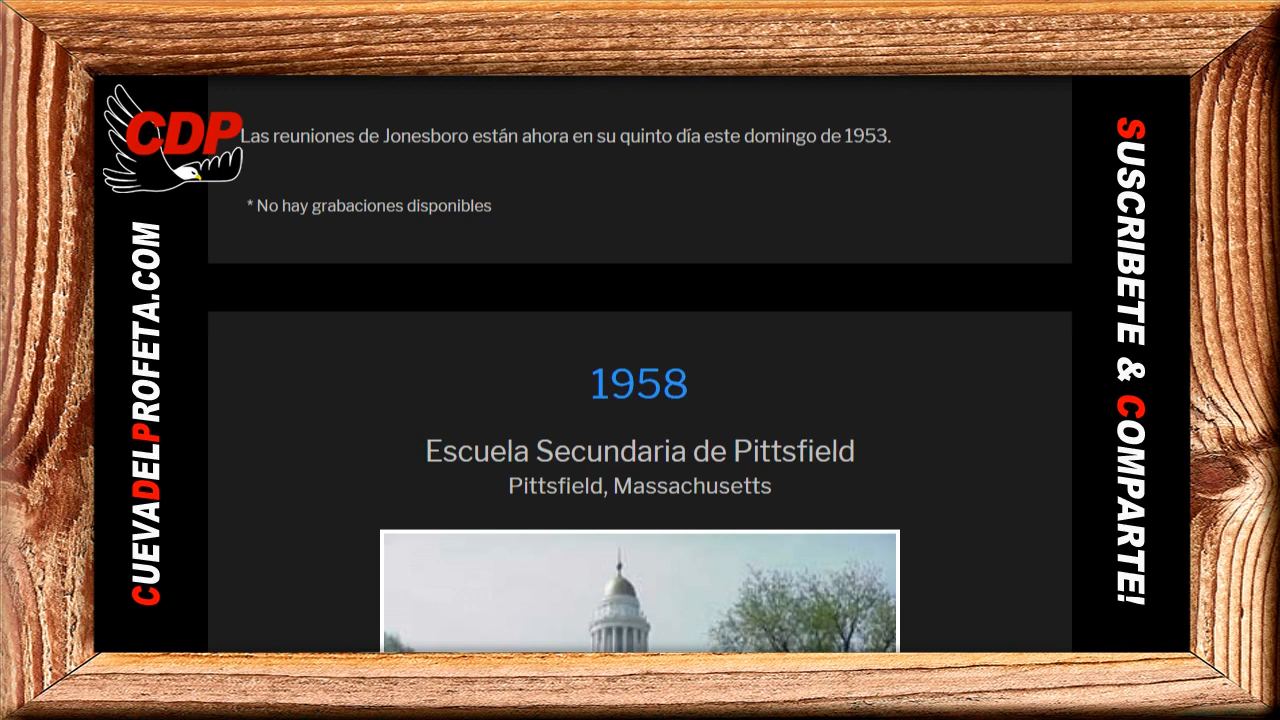 CDP
Las reuniones de Jonesboro están ahora en su quinto día este domingo de 1953.
* No hay grabaciones disponibles
CUEVADELPROFETA.COM
SUSCRIBETE & COMPARTE!
1958
Escuela Secundaria de Pittsfield
Pittsfield, Massachusetts